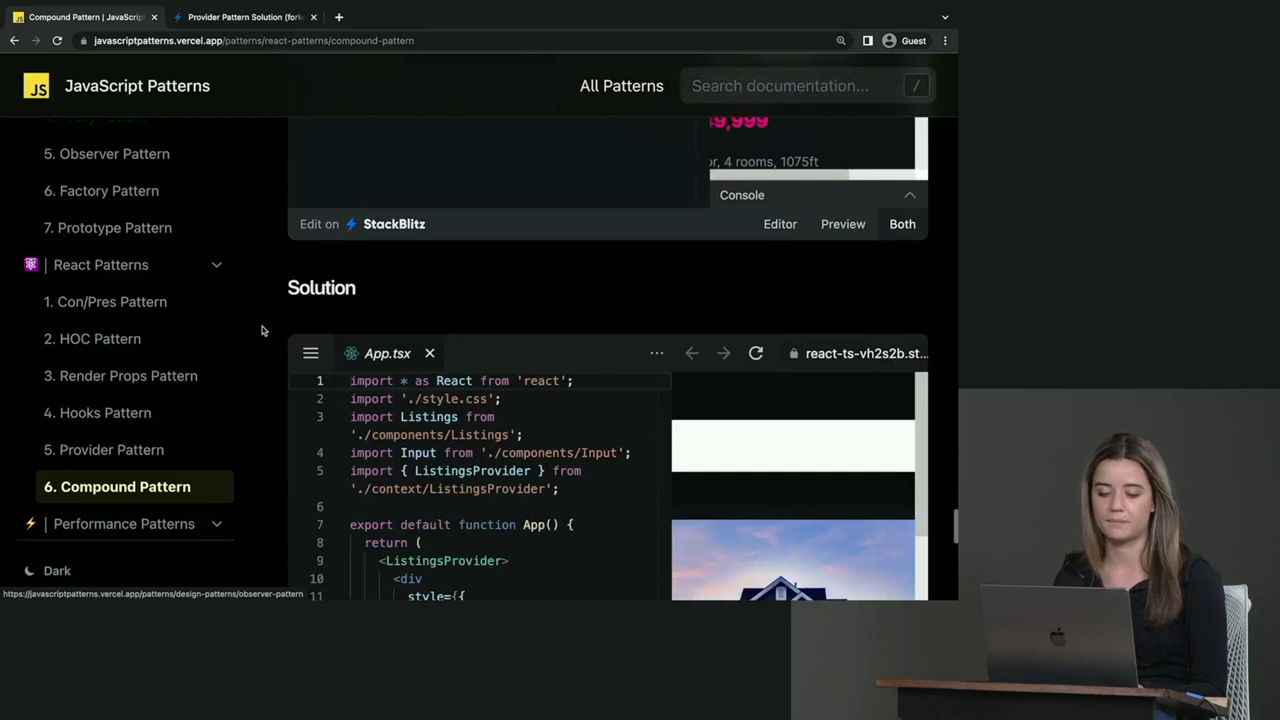 Compound Pattern | JavaScript
Provider Pattern Solution (fork
javascriptpatterns.vercel.app/patterns/react-patterns/compound-pattern
Guest
JS
JavaScript Patterns
All Patterns
Search documentation...
/
5. Observer Pattern
6. Factory Pattern
7. Prototype Pattern
| React Patterns
1. Con/Pres Pattern
2. HOC Pattern
3. Render Props Pattern
4. Hooks Pattern
5. Provider Pattern
6. Compound Pattern
| Performance Patterns
Dark
https://javascriptpatterns.vercel.app/patterns/design-patterns/observer-pattern
9,999
or, 4 rooms, 1075ft
Console
Edit on StackBlitz
Editor
Preview
Both
Solution
App.tsx
react-ts-vh2s2b.st...
1 import * as React from 'react';
2 import './style.css';
3 import Listings from
'./components/Listings';
4 import Input from './components/Input';
5 import { ListingsProvider } from
'./context/ListingsProvider';
6
7 export default function App() {
8 return (
9 <ListingsProvider>
10 <div
11 style={{